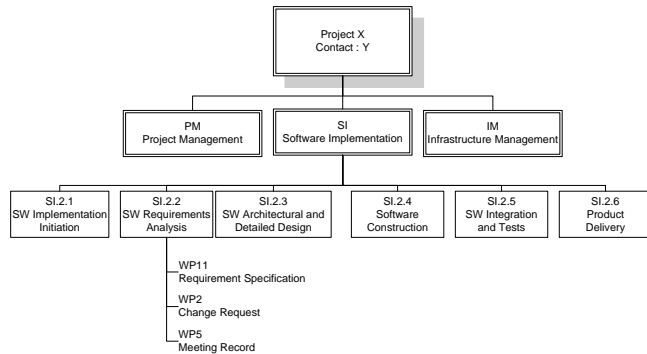 Project X
Contact : Y
PM
Project Management
SI
Software Implementation
IM
Infrastructure Management
SI.2.1
SW Implementation
Initiation
SI.2.2
SW Requirements
Analysis
SI.2.3
SW Architectural and
Detailed Design
SI.2.4
Software
Construction
SI.2.5
SW Integration
and Tests
SI.2.6
Product
Delivery
WP11
Requirement Specification
WP2
Change Request
WP5
Meeting Record